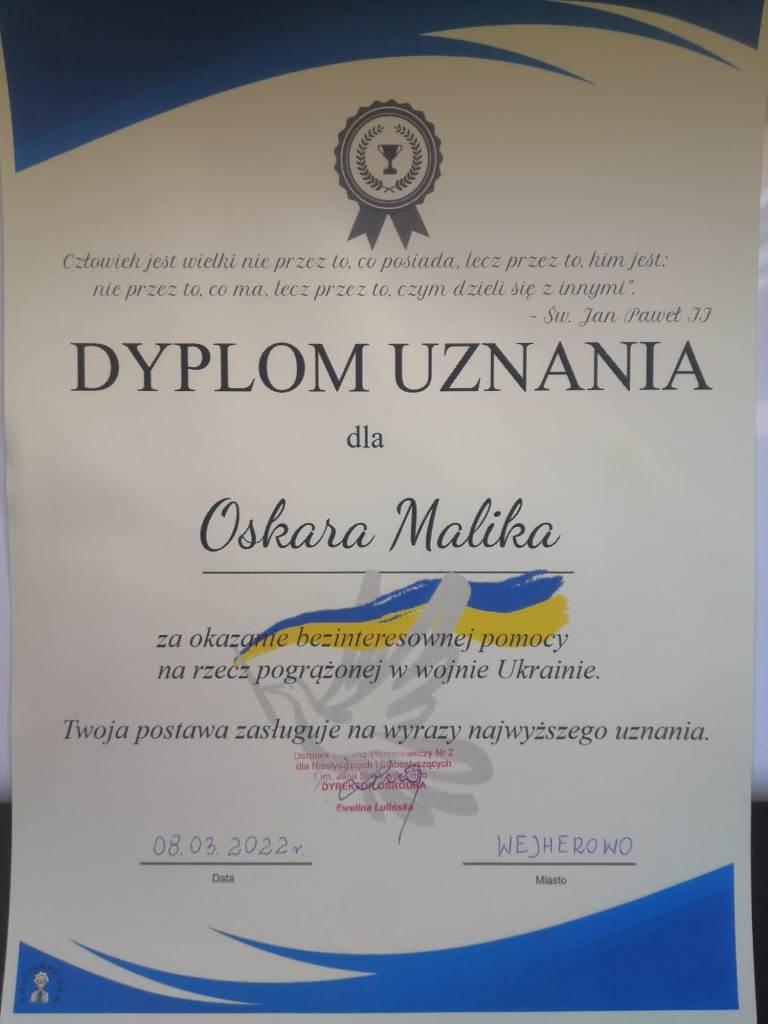 Człowiek jest wielki nie przez to, co posiada, lecz przez to, kim jest;
nie przez to, co ma, lecz przez to, czym dzieli się z innymi".
- Św. Jan Paweł II
DYPLOM UZNANIA
dla
Oskara Malika
za okazanie bezinteresownej pomocy
na rzecz pogrążonej w wojnie Ukrainie.
Twoja postawa zasługuje na wyrazy najwyższego uznania.
Ośrodek Wychowawczy Nr 2
dla Niesłyszących i Słabosłyszących
im. Jana
DYREKTOR OŚRODKA
Ewelina Lulińska
08.03.2022r. WEJHEROWO
Data Miasto